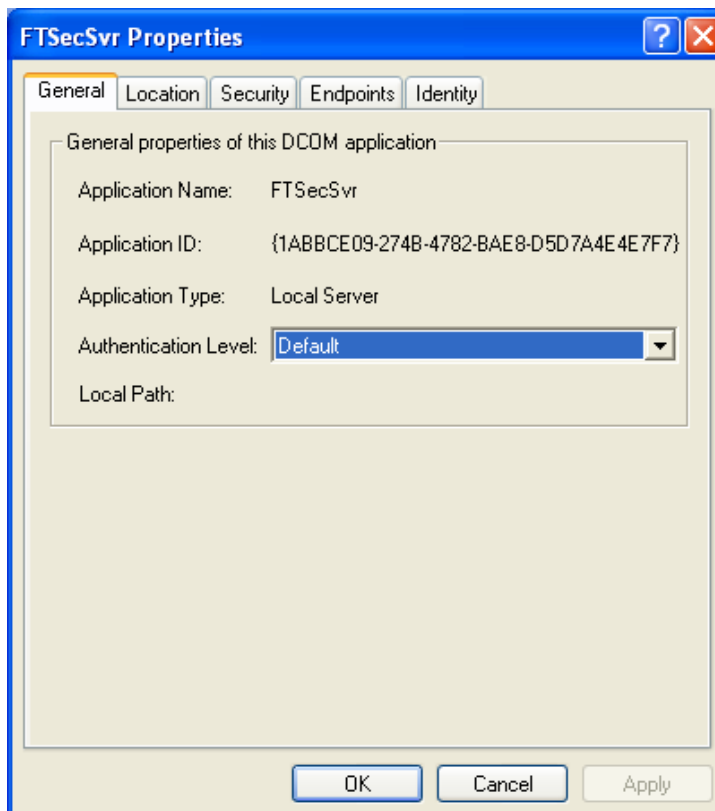 FTSecSvr Properties
General Location Security Endpoints Identity
General properties of this DCOM application
Application Name: FTSecSvr
Application ID: {1ABBCE09-274B-4782-BAE8-D5D7A4E4E7F7}
Application Type: Local Server
Authentication Level: Default
Local Path:
OK Cancel Apply